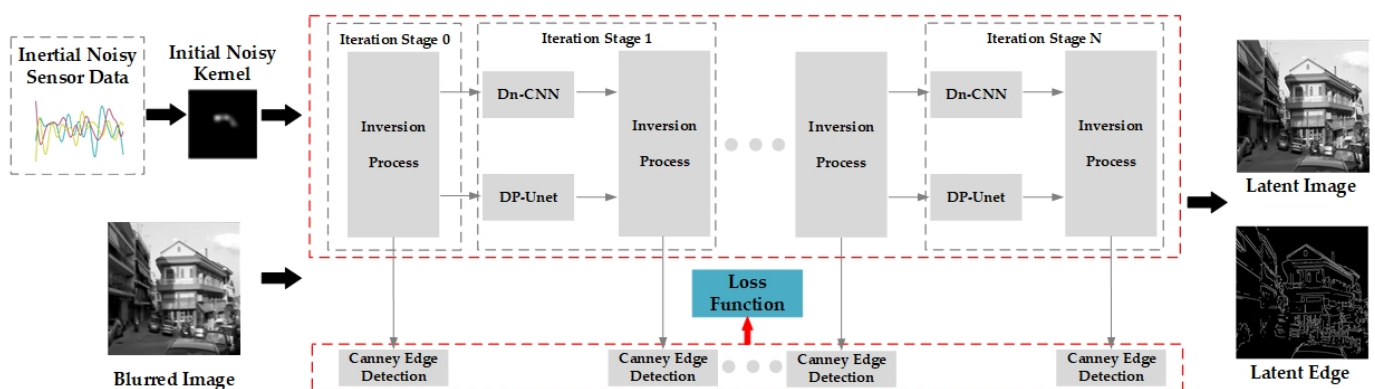 Inertial Noisy
Sensor Data
Initial Noisy
Kernel
Blurred Image
Iteration Stage 0
Inversion
Process
Iteration Stage 1
Dn-CNN
DP-Unet
Inversion
Process
Inversion
Process
Iteration Stage N
Dn-CNN
DP-Unet
Inversion
Process
Loss
Function
Canney Edge
Detection
Canney Edge
Detection
Canney Edge
Detection
Canney Edge
Detection
Latent Image
Latent Edge